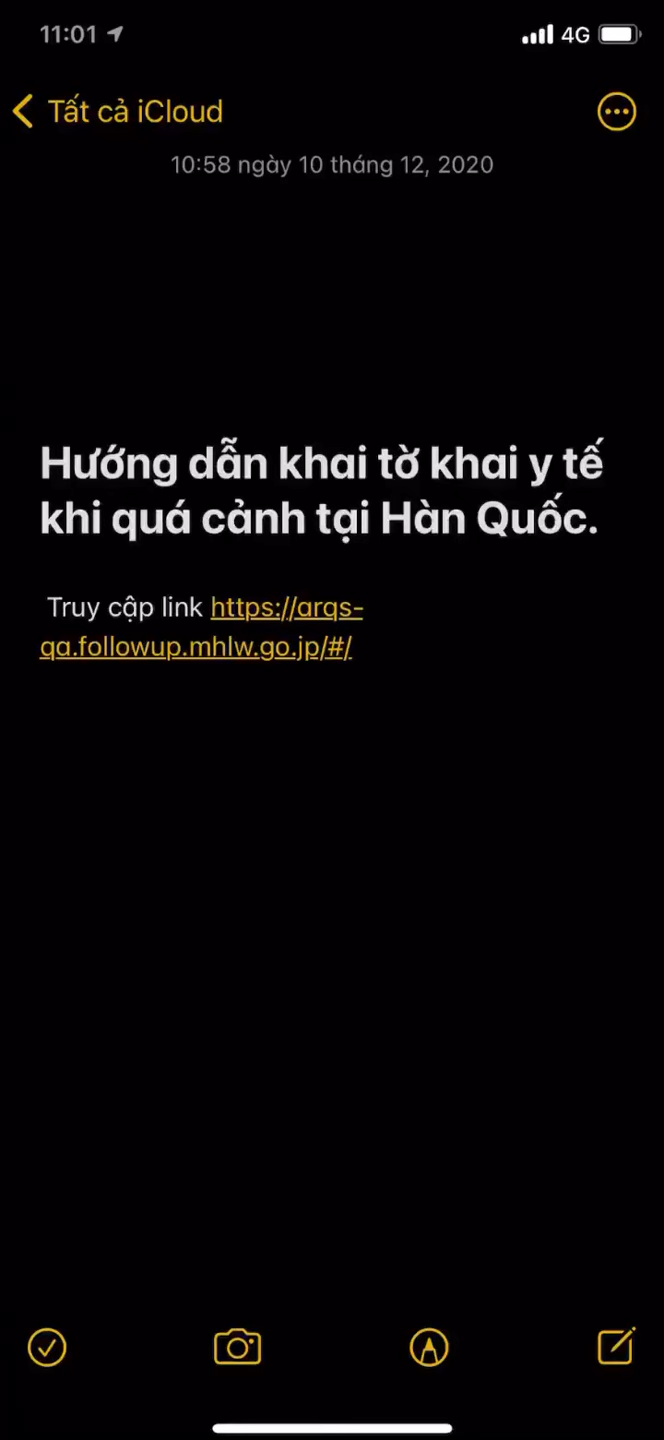 11:01
4G
Tất cả iCloud
10:58 ngày 10 tháng 12, 2020
Hướng dẫn khai tờ khai y tế
khi quá cảnh tại Hàn Quốc.
Truy cập link https://arqs-
qa.followup.mhlw.go.jp/#/